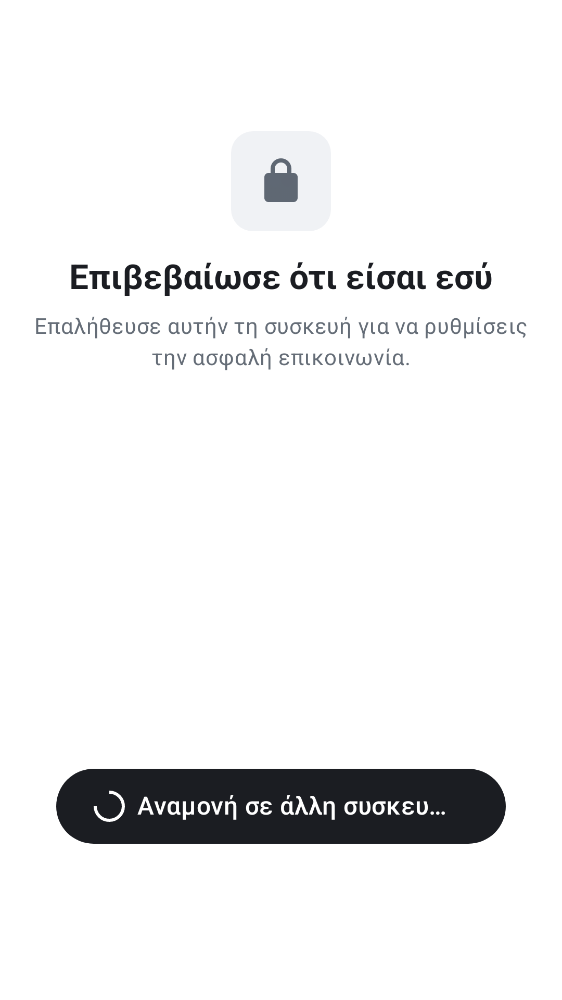 Επιβεβαίωσε ότι είσαι εσύ
Επαλήθευσε αυτήν τη συσκευή για να ρυθμίσεις
την ασφαλή επικοινωνία.
Αναμονή σε άλλη συσκευ…